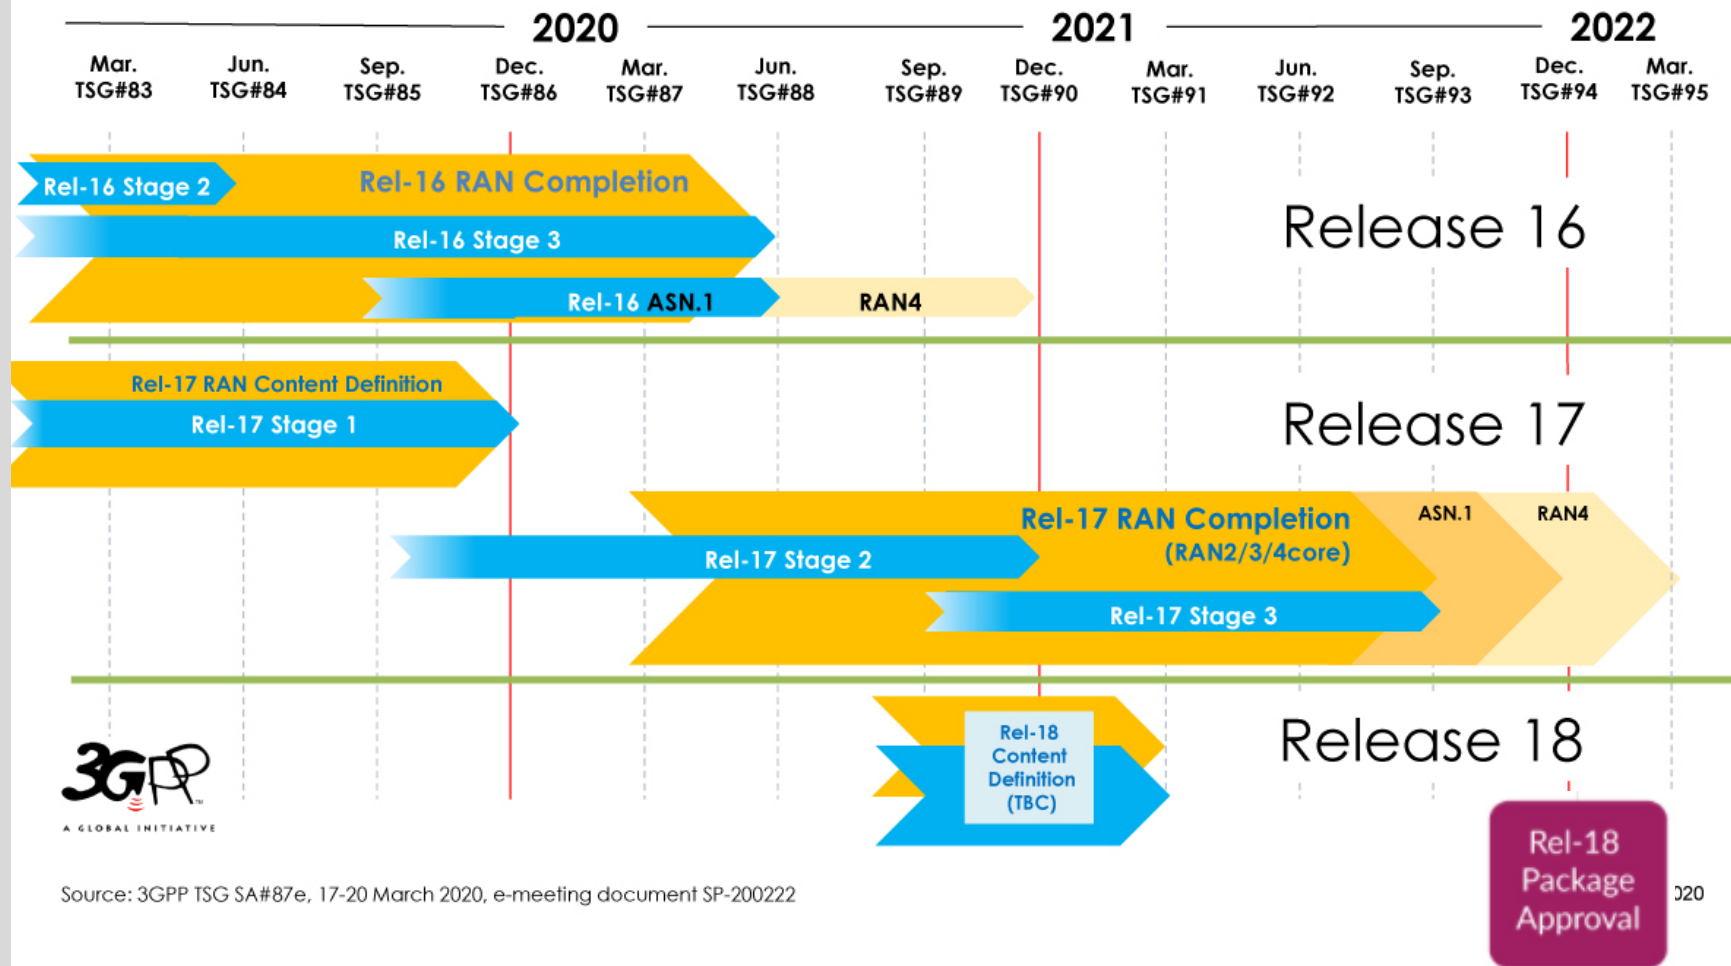 2020
2021
2022
Mar.
TSG#83
Jun.
TSG#84
Sep.
TSG#85
Dec.
TSG#86
Mar.
TSG#87
Jun.
TSG#88
Sep.
TSG#89
Dec.
TSG#90
Mar.
TSG#91
Jun.
TSG#92
Sep.
TSG#93
Dec.
TSG#94
Mar.
TSG#95
Rel-16 Stage 2
Rel-16 RAN Completion
Rel-16 Stage 3
Rel-16 ASN.1
RAN4
Release 16
Rel-17 RAN Content Definition
Rel-17 Stage 1
Release 17
Rel-17 RAN Completion
(RAN2/3/4core)
ASN.1
RAN4
Rel-17 Stage 2
Rel-17 Stage 3
Rel-18
Content
Definition
(TBC)
Release 18
3GPP
TM
A GLOBAL INITIATIVE
Source: 3GPP TSG SA#87e, 17-20 March 2020, e-meeting document SP-200222
Rel-18
Package
Approval
020